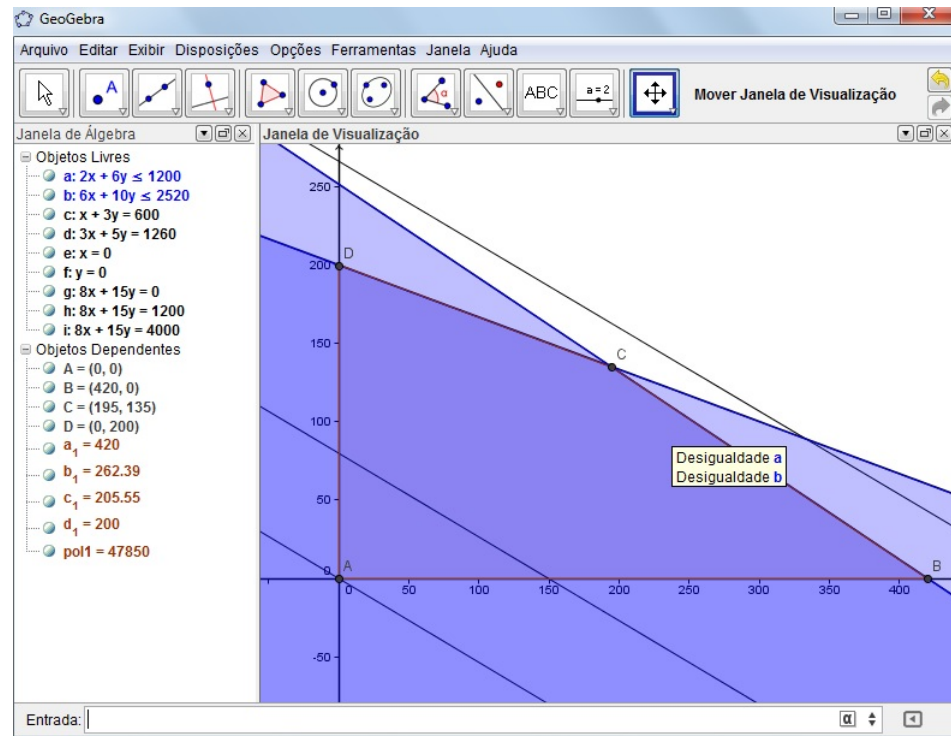 GeoGebra
Arquivo Editar Exibir Disposições Opções Ferramentas Janela Ajuda
A
α
ABC
a = 2
Mover Janela de Visualização
Janela de Álgebra
Janela de Visualização
Objetos Livres
a: 2x + 6y ≤ 1200
b: 6x + 10y ≤ 2520
c: x + 3y = 600
d: 3x + 5y = 1260
e: x = 0
f: y = 0
g: 8x + 15y = 0
h: 8x + 15y = 1200
i: 8x + 15y = 4000
Objetos Dependentes
A = (0, 0)
B = (420, 0)
C = (195, 135)
D = (0, 200)
a1 = 420
b1 = 262.39
c1 = 205.55
d1 = 200
pol1 = 47850
250
D
200
150
C
100
Desigualdade a
Desigualdade b
50
0
A
B
0 50 100 150 200 250 300 350 400
-50
Entrada:
α